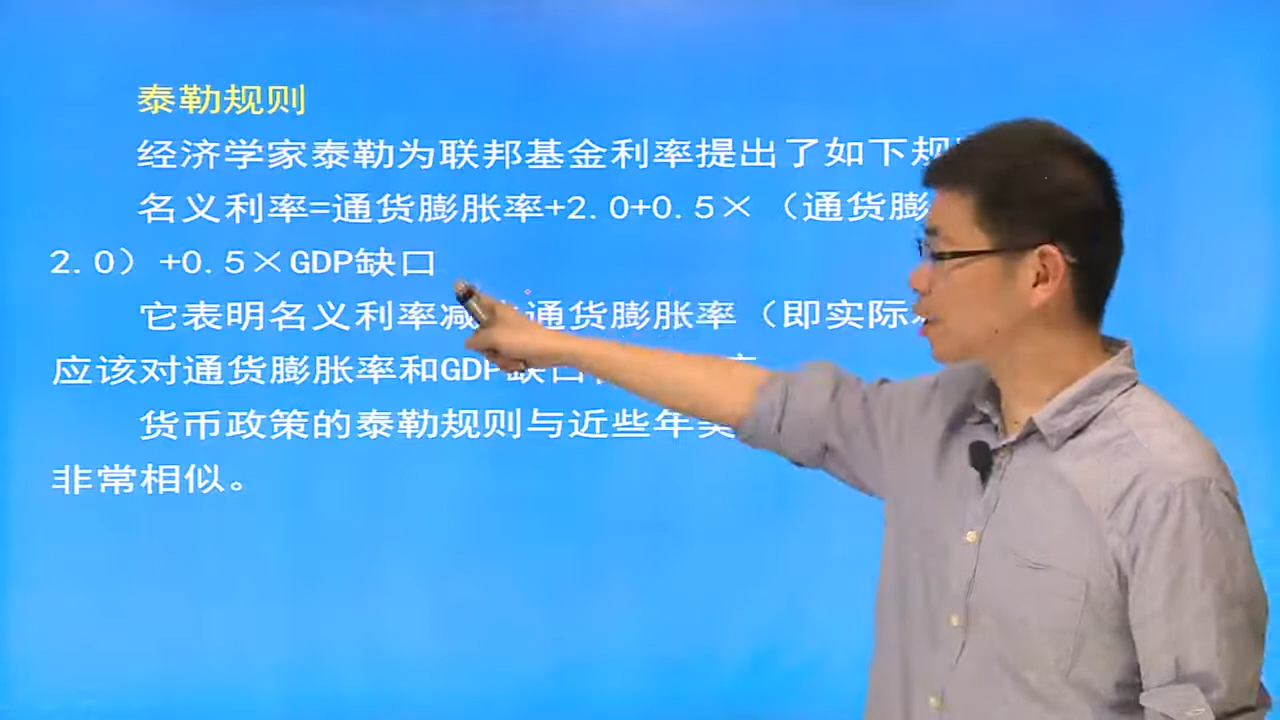 泰勒规则
经济学家泰勒为联邦基金利率提出了如下规
名义利率=通货膨胀率+2.0+0.5×（通货膨
2.0）+0.5×GDP缺口
它表明名义利率减 通货膨胀率（即实际
应该对通货膨胀率和GDP缺口
货币政策的泰勒规则与近些年
非常相似。